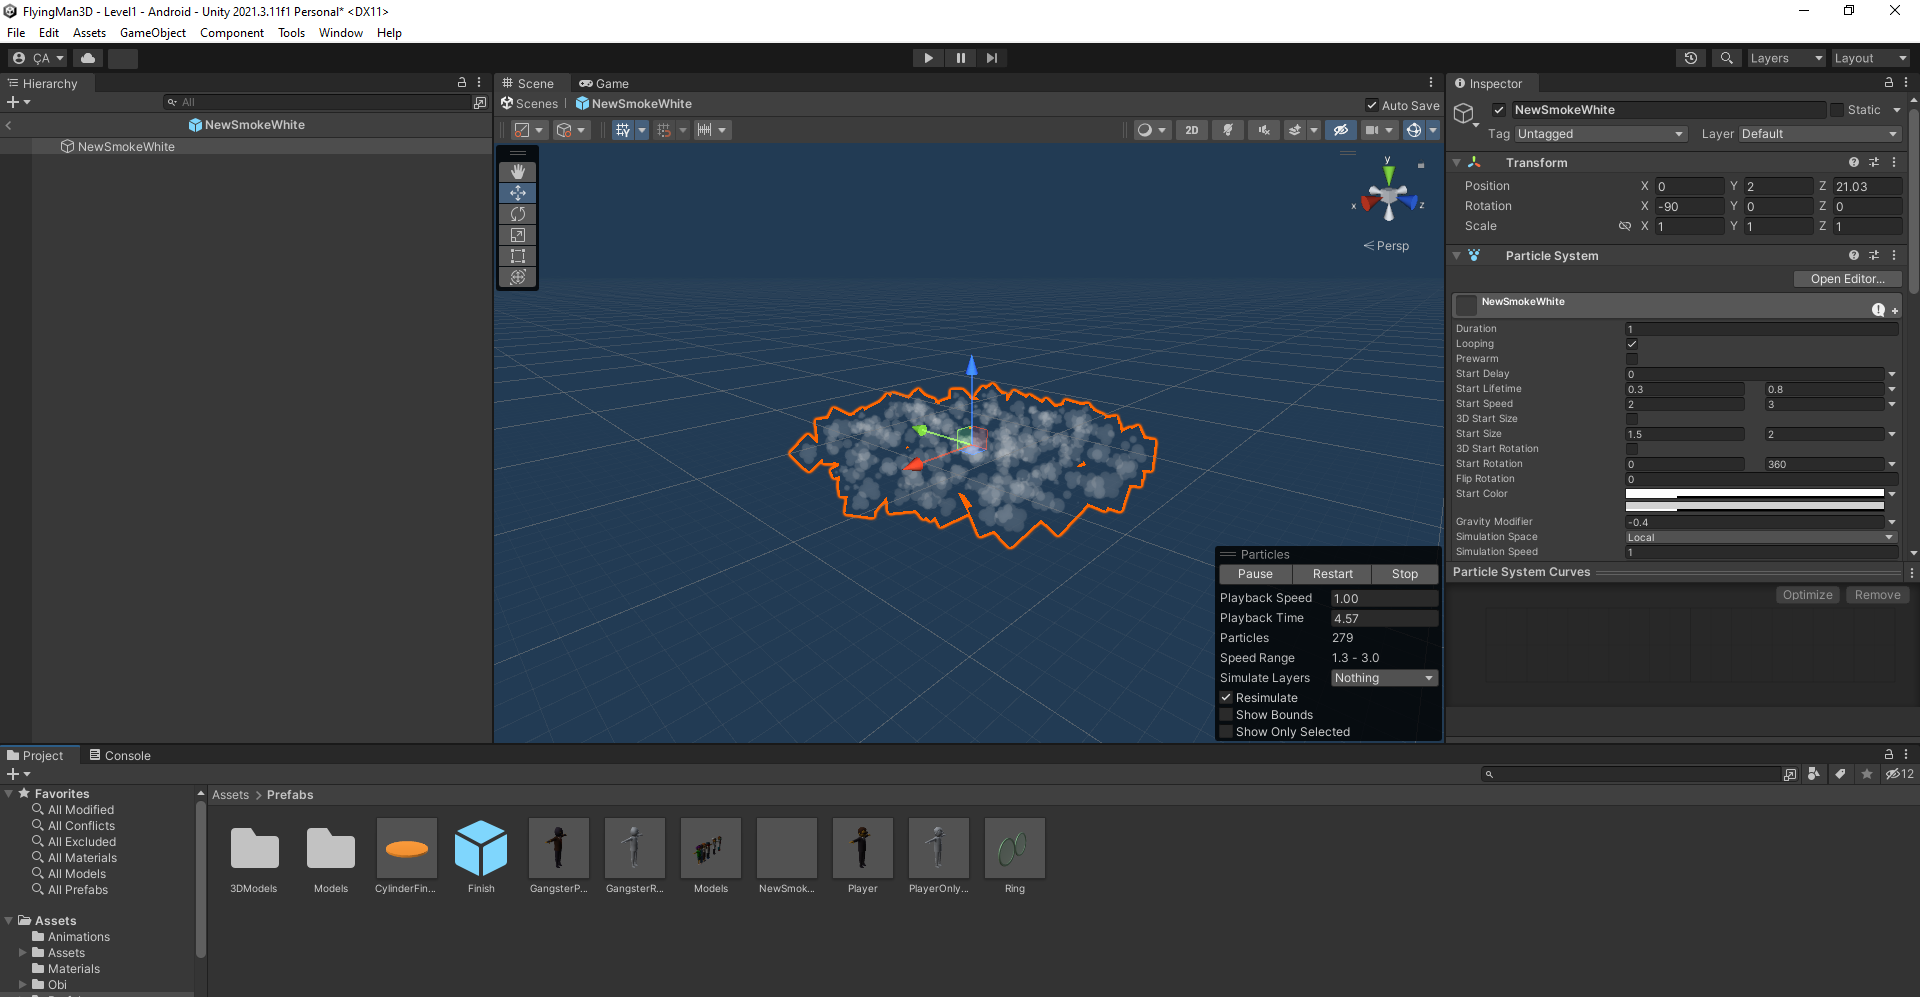 FlyingMan3D - Level1 - Android - Unity 2021.3.11f1 Personal* <DX11>
File Edit Assets GameObject Component Tools Window Help
ÇA
Layers
Layout
Hierarchy
All
NewSmokeWhite
NewSmokeWhite
Scene
Game
Scenes
NewSmokeWhite
Auto Save
2D
y
x
z
Persp
Particles
Pause Restart Stop
Playback Speed 1.00
Playback Time 4.57
Particles 279
Speed Range 1.3 - 3.0
Simulate Layers Nothing
Resimulate
Show Bounds
Show Only Selected
Inspector
NewSmokeWhite
Static
Tag Untagged Layer Default
Transform
Position X 0 Y 2 Z 21.03
Rotation X -90 Y 0 Z 0
Scale X 1 Y 1 Z 1
Particle System
Open Editor...
NewSmokeWhite
Duration 1
Looping
Prewarm
Start Delay 0
Start Lifetime 0.3 0.8
Start Speed 2 3
3D Start Size
Start Size 1.5 2
3D Start Rotation
Start Rotation 0 360
Flip Rotation 0
Start Color
Gravity Modifier -0.4
Simulation Space Local
Simulation Speed 1
Particle System Curves
Optimize Remove
Project
Console
12
Favorites
All Modified
All Conflicts
All Excluded
All Materials
All Models
All Prefabs
Assets
Animations
Assets
Materials
Obi
Assets > Prefabs
3DModels
Models
CylinderFin...
Finish
GangsterP...
GangsterR...
Models
NewSmok...
Player
PlayerOnly...
Ring